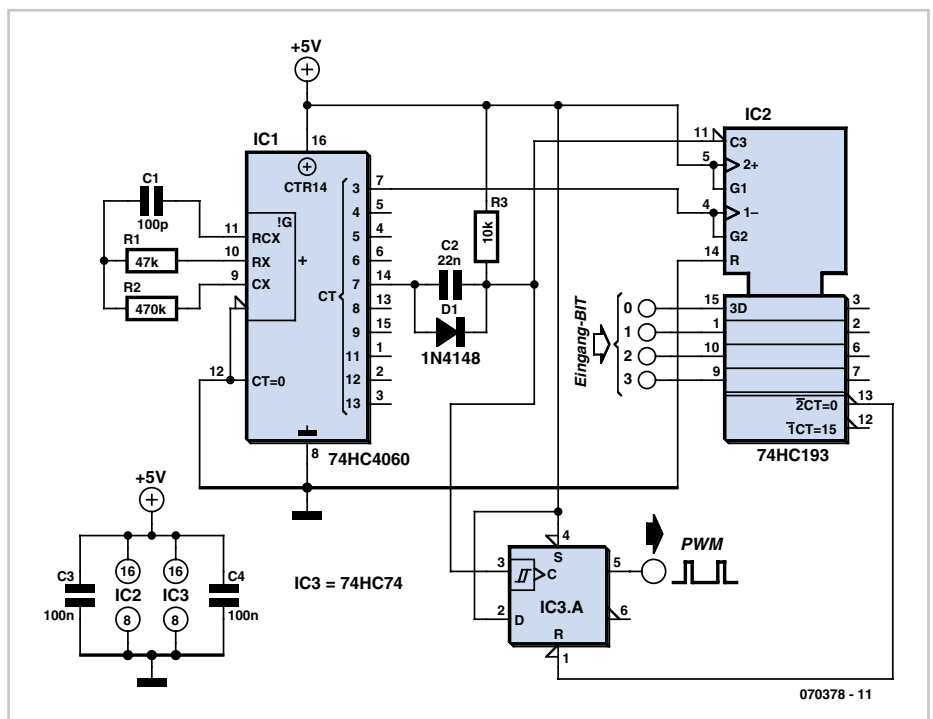 +5V
IC1
16
CTR14
!G
C1
100p
11
RCX
R1
47k
10
RX
+
R2
470k
9
CX
12
CT=0
CT
3
7
4
5
5
4
6
6
7
14
8
13
9
15
11
1
12
2
13
3
8
74HC4060
R3
10k
C2
22n
D1
1N4148
IC2
11
C3
5
2+
G1
4
1–
G2
14
R
Eingang-BIT
0
15
3D
3
1
1
2
2
10
6
3
9
7
2CT=0
13
1CT=15
12
74HC193
+5V
C3
100n
16
IC2
8
16
IC3
8
C4
100n
IC3 = 74HC74
4
S
3
C
5
PWM
IC3.A
2
D
6
R
1
070378 - 11